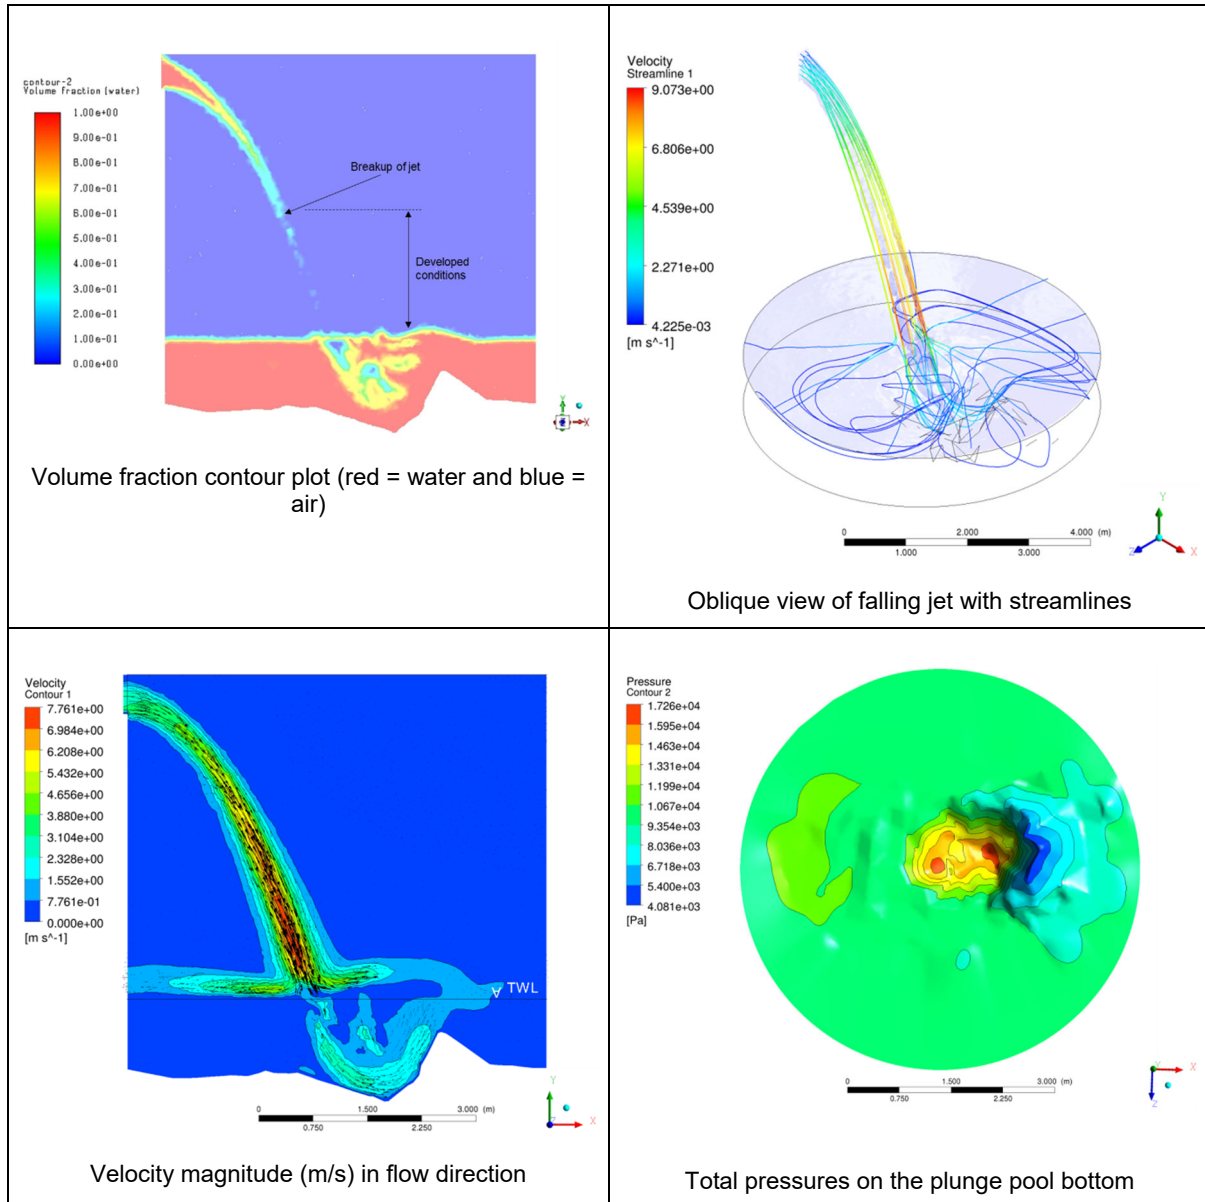 contour-2
Volume fraction (water)
1.00e+00
9.00e-01
8.00e-01
7.00e-01
6.00e-01
5.00e-01
4.00e-01
3.00e-01
2.00e-01
1.00e-01
0.00e+00
Breakup of jet
Developed
conditions
Y
X
Volume fraction contour plot (red = water and blue =
air)
Velocity
Streamline 1
9.073e+00
6.806e+00
4.539e+00
2.271e+00
4.225e-03
[m s^-1]
0 2.000 4.000 (m)
1.000 3.000
Y
Z X
Oblique view of falling jet with streamlines
Velocity
Contour 1
7.761e+00
6.984e+00
6.208e+00
5.432e+00
4.656e+00
3.880e+00
3.104e+00
2.328e+00
1.552e+00
7.761e-01
0.000e+00
[m s^-1]
TWL
0 1.500 3.000 (m)
0.750 2.250
Y
Z X
Velocity magnitude (m/s) in flow direction
Pressure
Contour 2
1.726e+04
1.595e+04
1.463e+04
1.331e+04
1.199e+04
1.067e+04
9.354e+03
8.036e+03
6.718e+03
5.400e+03
4.081e+03
[Pa]
0 1.500 3.000 (m)
0.750 2.250
Y X
Z
Total pressures on the plunge pool bottom